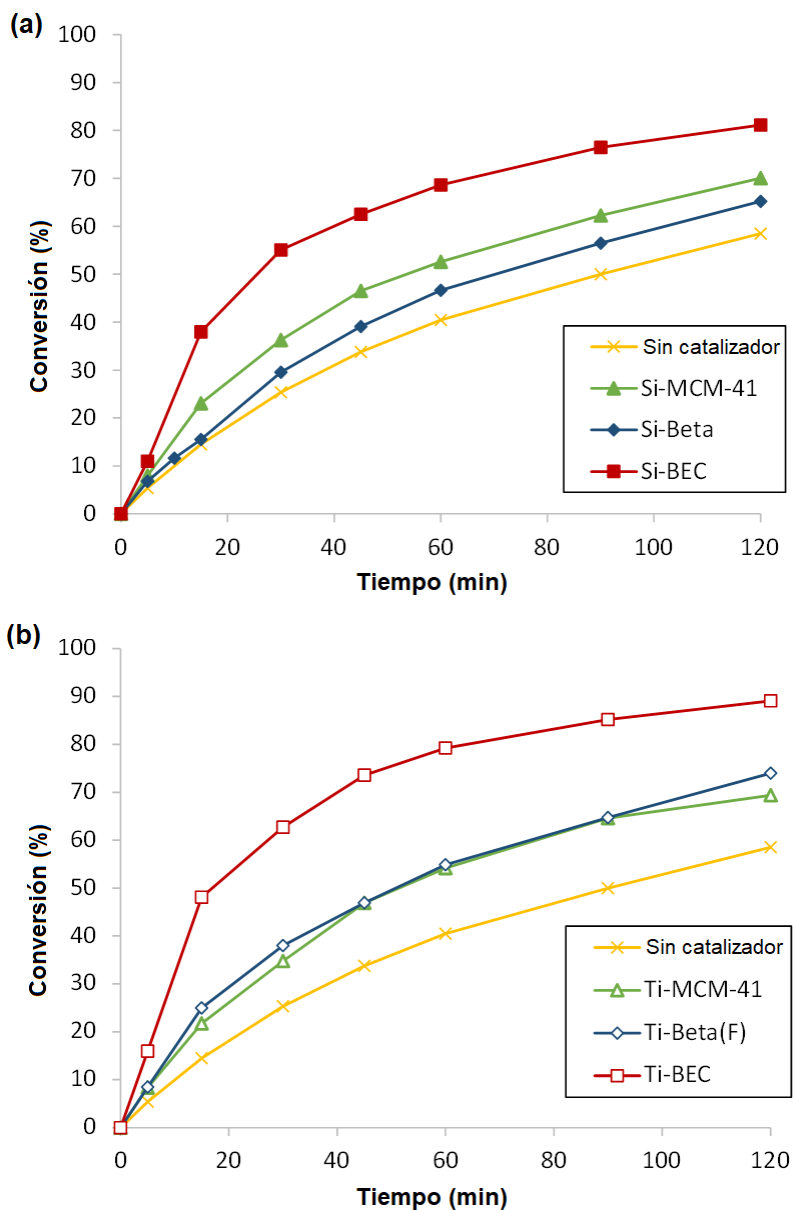 (a)
100
90
80
70
60
50
40
30
20
10
0
Conversión (%)
0 20 40 60 80 100 120
Tiempo (min)
Sin catalizador
Si-MCM-41
Si-Beta
Si-BEC
(b)
100
90
80
70
60
50
40
30
20
10
0
Conversión (%)
0 20 40 60 80 100 120
Tiempo (min)
Sin catalizador
Ti-MCM-41
Ti-Beta(F)
Ti-BEC